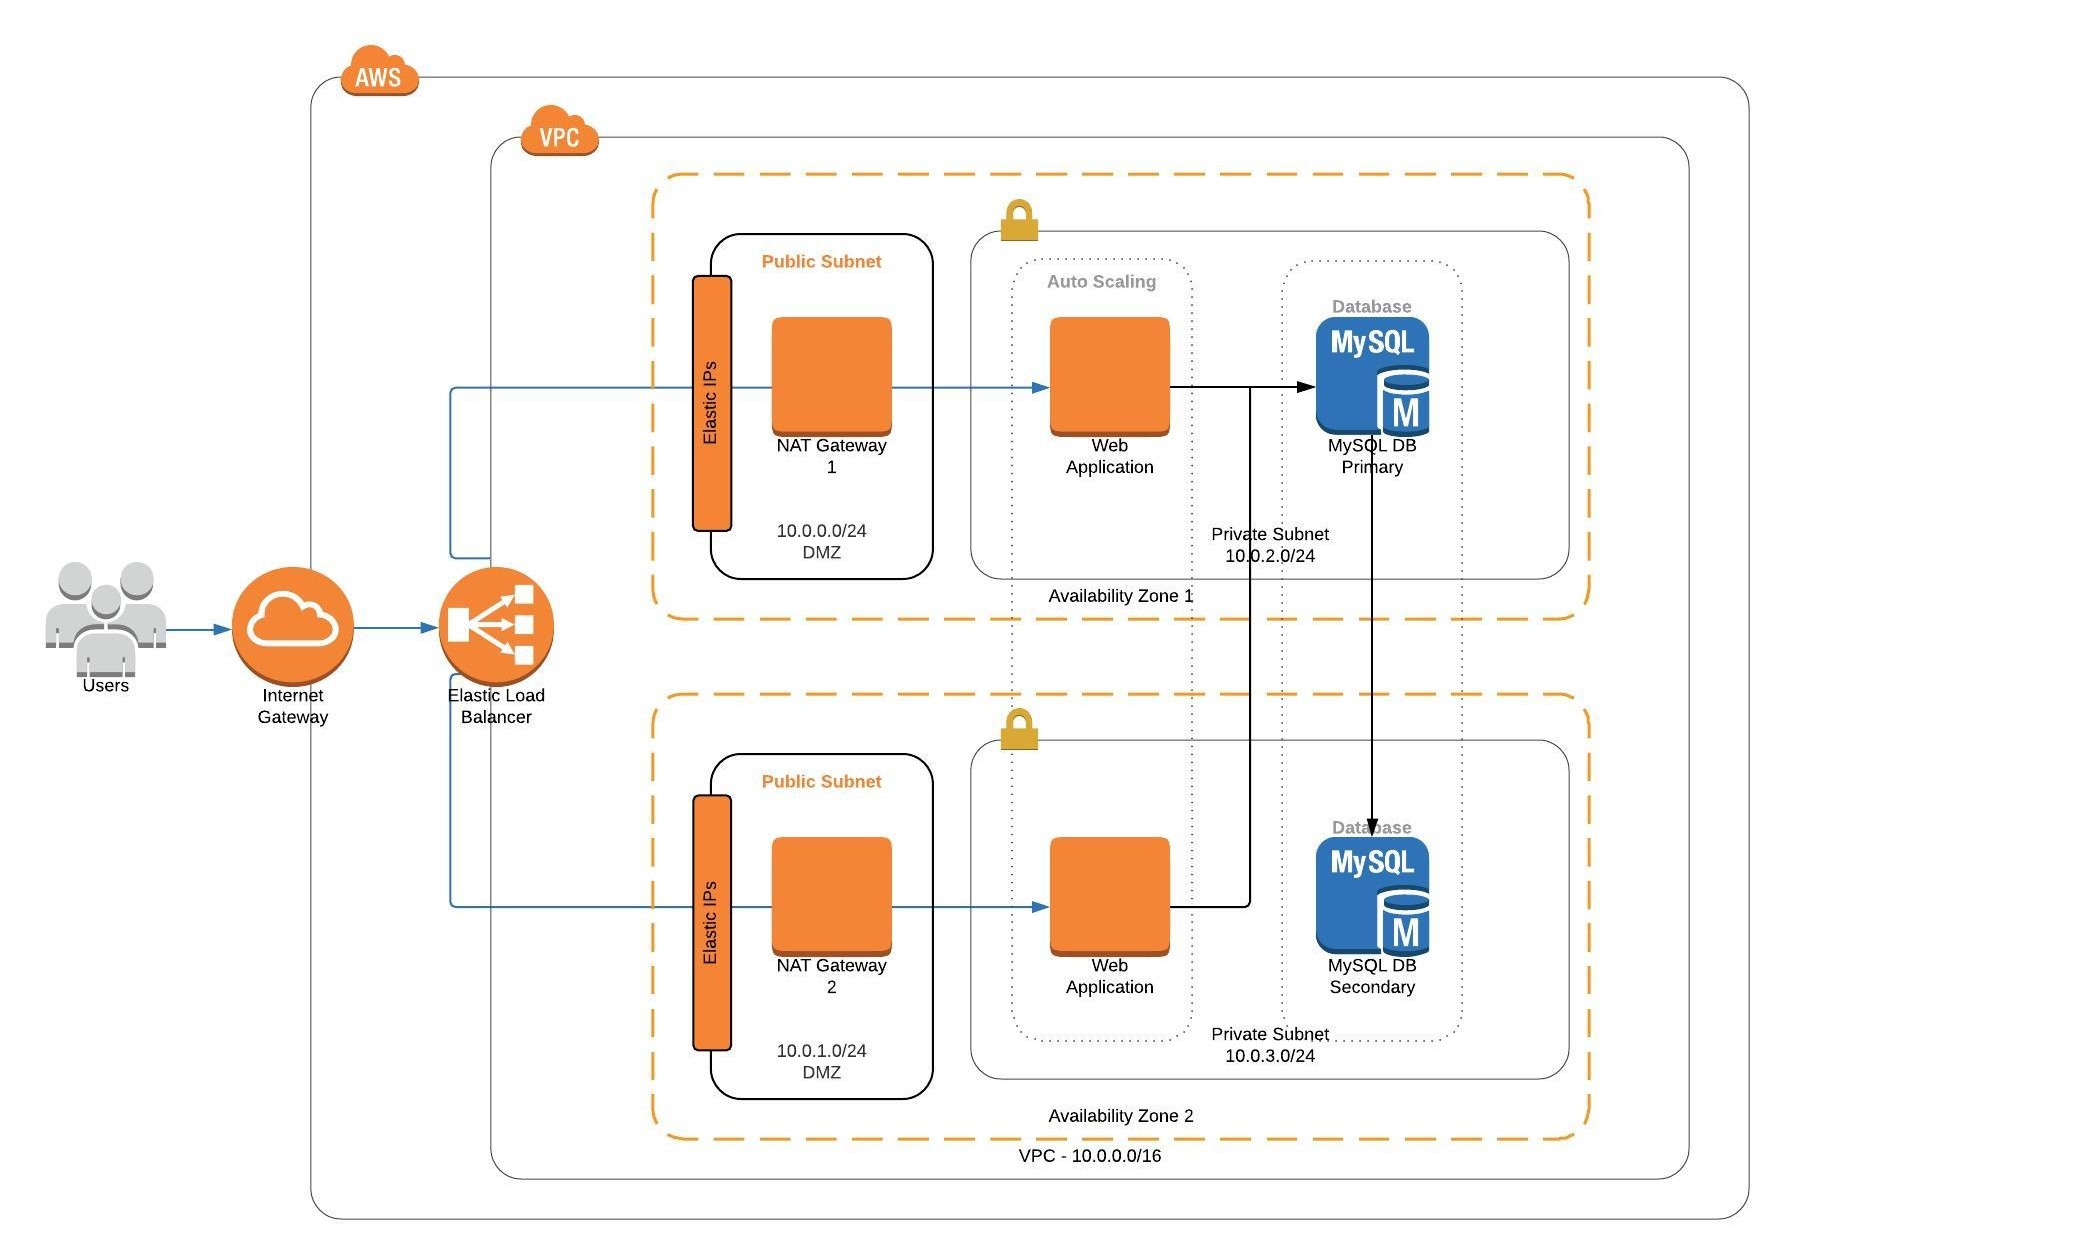 AWS
VPC
Public Subnet
Auto Scaling
Database
MySQL
M
Elastic IPs
NAT Gateway
1
Web
Application
MySQL DB
Primary
10.0.0.0/24
DMZ
Private Subnet
10.0.2.0/24
Availability Zone 1
Users
Internet
Gateway
Elastic Load
Balancer
Public Subnet
Database
MySQL
M
Elastic IPs
NAT Gateway
2
Web
Application
MySQL DB
Secondary
10.0.1.0/24
DMZ
Private Subnet
10.0.3.0/24
Availability Zone 2
VPC - 10.0.0.0/16